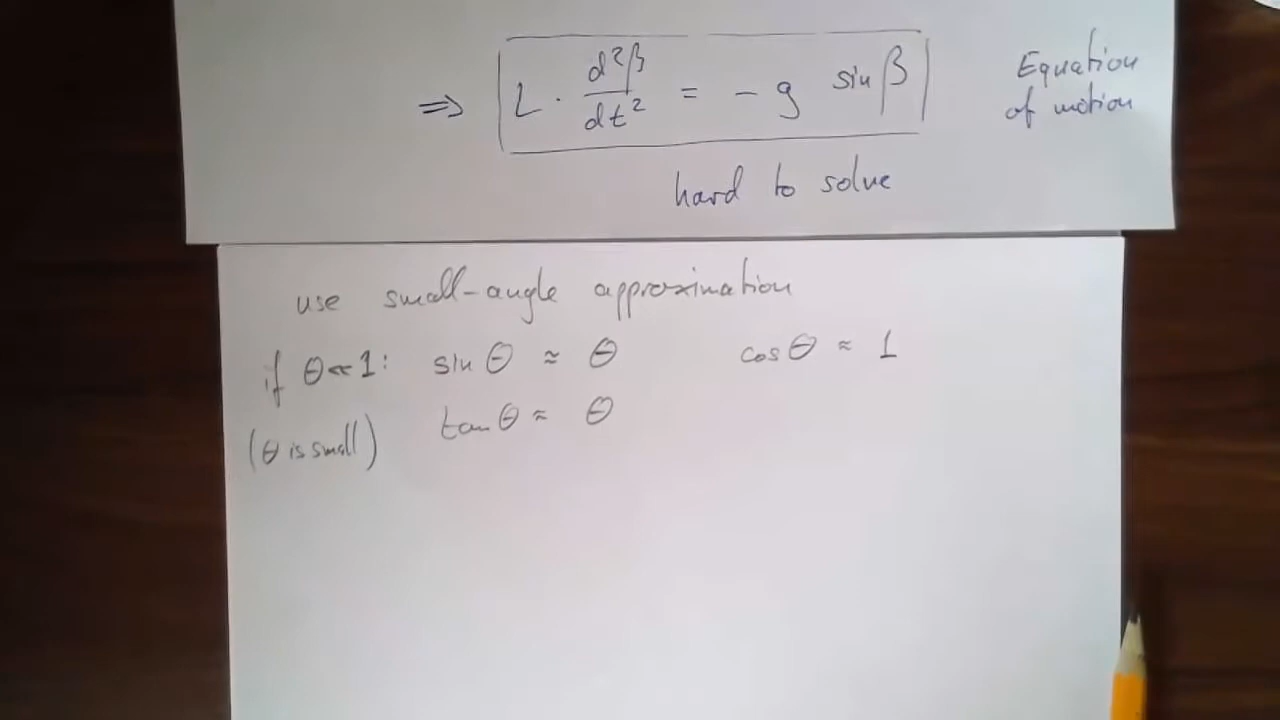 ⇒ L · d²β/dt² = - g sin β
Equation
of motion
hard to solve
use small-angle approximation
if θ≪1: sin θ ≈ θ cos θ ≈ 1
(θ is small) tan θ ≈ θ